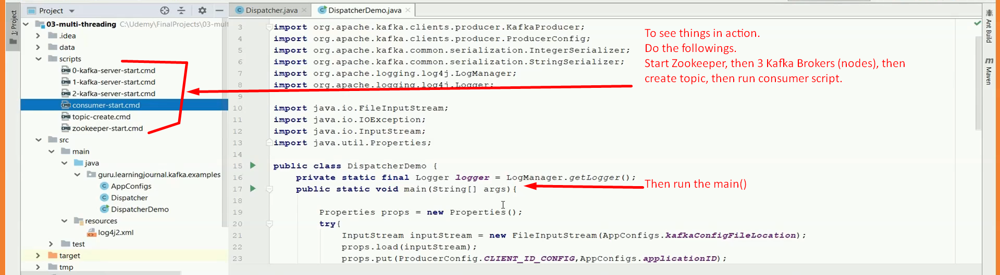 Project
Dispatcher.java
DispatcherDemo.java
1: Project
03-multi-threading C:\Udemy\FinalProjects\03-mult
.idea
data
scripts
0-kafka-server-start.cmd
1-kafka-server-start.cmd
2-kafka-server-start.cmd
consumer-start.cmd
topic-create.cmd
zookeeper-start.cmd
src
main
java
guru.learningjournal.kafka.examples
AppConfigs
Dispatcher
DispatcherDemo
resources
log4j2.xml
test
target
tmp
3 import org.apache.kafka.clients.producer.KafkaProducer;
4 import org.apache.kafka.clients.producer.ProducerConfig;
5 import org.apache.kafka.common.serialization.IntegerSerializer;
6 import org.apache.kafka.common.serialization.StringSerializer;
7 import org.apache.logging.log4j.LogManager;
8 import org.apache.logging.log4j.Logger;
9
10 import java.io.FileInputStream;
11 import java.io.IOException;
12 import java.io.InputStream;
13 import java.util.Properties;
14
15 public class DispatcherDemo {
16 private static final Logger logger = LogManager.getLogger();
17 public static void main(String[] args){
18
19 Properties props = new Properties();
20 try{
21 InputStream inputStream = new FileInputStream(AppConfigs.kafkaConfigFileLocation);
22 props.load(inputStream);
23 props.put(ProducerConfig.CLIENT_ID_CONFIG,AppConfigs.applicationID);
To see things in action.
Do the followings.
Start Zookeeper, then 3 Kafka Brokers (nodes), then
create topic, then run consumer script.
Then run the main()
Ant Build
m Maven